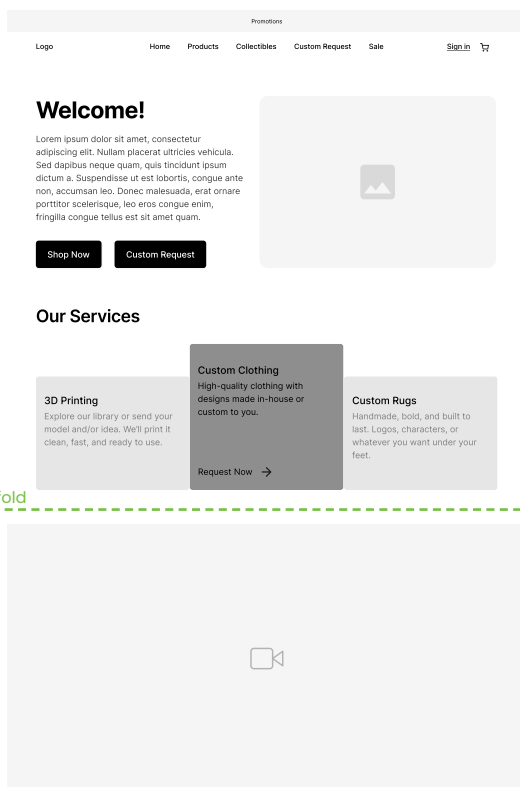 Promotions
Logo
Home
Products
Collectibles
Custom Request
Sale
Sign in
Welcome!
Lorem ipsum dolor sit amet, consectetur
adipiscing elit. Nullam placerat ultricies vehicula.
Sed dapibus neque quam, quis tincidunt ipsum
dictum a. Suspendisse ut est lobortis, congue ante
non, accumsan leo. Donec malesuada, erat ornare
porttitor scelerisque, leo eros congue enim,
fringilla congue tellus est sit amet quam.
Shop Now
Custom Request
Our Services
3D Printing
Explore our library or send your
model and/or idea. We'll print it
clean, fast, and ready to use.
Custom Clothing
High-quality clothing with
designs made in-house or
custom to you.
Request Now
Custom Rugs
Handmade, bold, and built to
last. Logos, characters, or
whatever you want under your
feet.
fold